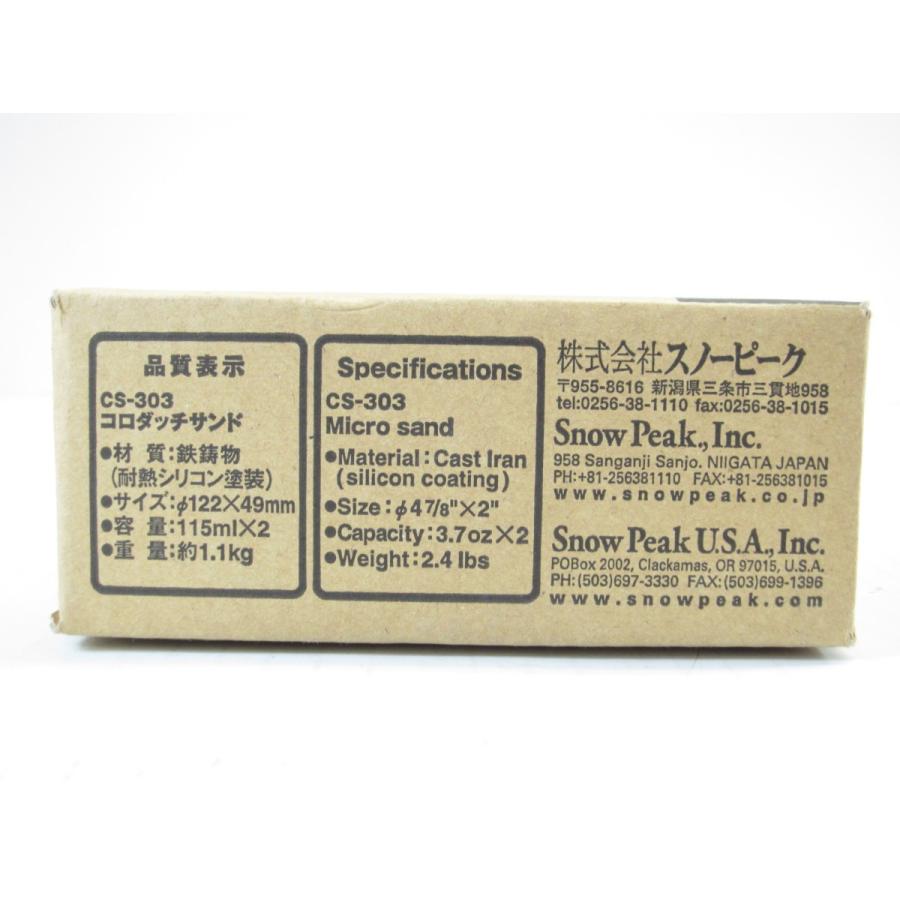 品質表示
CS-303
コロダッチサンド
●材 質:鉄鋳物
(耐熱シリコン塗装)
●サイズ:φ122×49mm
●容 量:115ml×2
●重 量:約1.1kg
Specifications
CS-303
Micro sand
●Material:Cast Iran
(silicon coating)
●Size:φ4 7/8"×2"
●Capacity:3.7oz×2
●Weight:2.4 lbs
株式会社スノーピーク
〒955-8616 新潟県三条市三貫地958
tel:0256-38-1110 fax:0256-38-1015
Snow Peak., Inc.
958 Sanganji Sanjo. NIIGATA JAPAN
PH:+81-256381110 FAX:+81-256381015
www.snowpeak.co.jp
Snow Peak U.S.A., Inc.
POBox 2002, Clackamas, OR 97015, U.S.A.
PH:(503)697-3330 FAX:(503)699-1396
www.snowpeak.com